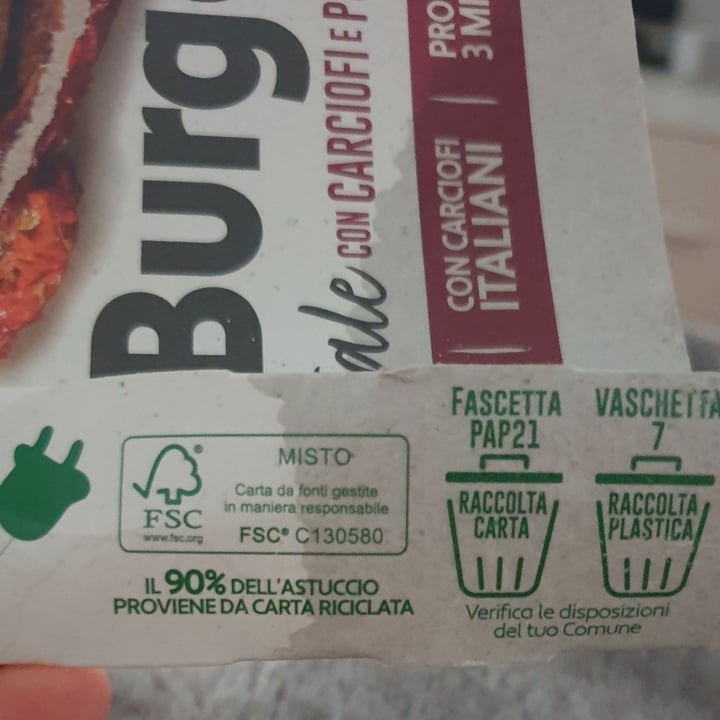 Burg
ale CON CARCIOFI E P
CON CARCIOFI
ITALIANI
PRO
3 MI
FASCETTA
PAP21
RACCOLTA
CARTA
VASCHETTA
7
RACCOLTA
PLASTICA
Verifica le disposizioni
del tuo Comune
MISTO
Carta da fonti gestite
in maniera responsabile
FSC® C130580
FSC
www.fsc.org
IL 90% DELL'ASTUCCIO
PROVIENE DA CARTA RICICLATA